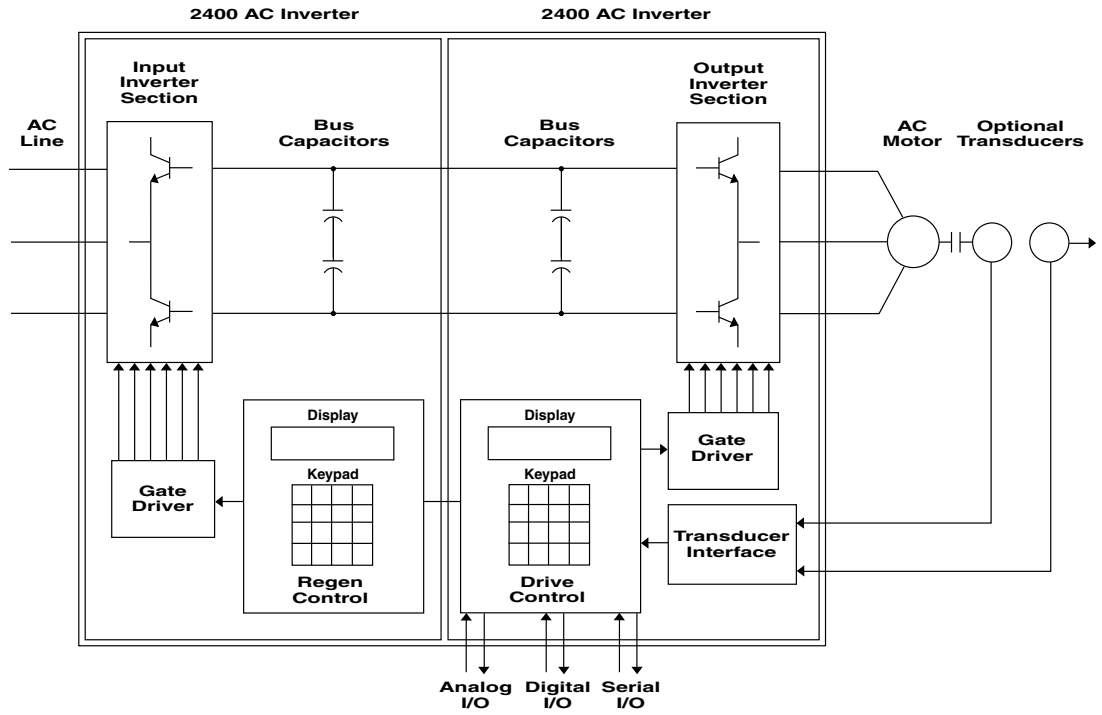 2400 AC Inverter
2400 AC Inverter
Input
Inverter
Section
Output
Inverter
Section
AC
Line
Bus
Capacitors
Bus
Capacitors
AC
Motor
Optional
Transducers
Display
Keypad
Regen
Control
Gate
Driver
Display
Keypad
Drive
Control
Gate
Driver
Transducer
Interface
Analog
I/O
Digital
I/O
Serial
I/O